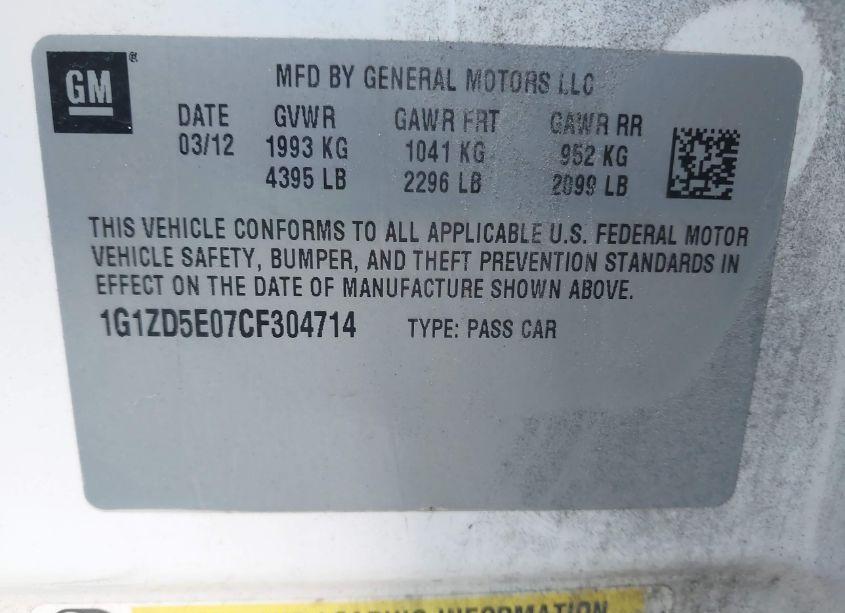 GM
MFD BY GENERAL MOTORS LLC
DATE GVWR GAWR FRT GAWR RR
03/12 1993 KG 1041 KG 952 KG
4395 LB 2296 LB 2099 LB
THIS VEHICLE CONFORMS TO ALL APPLICABLE U.S. FEDERAL MOTOR
VEHICLE SAFETY, BUMPER, AND THEFT PREVENTION STANDARDS IN
EFFECT ON THE DATE OF MANUFACTURE SHOWN ABOVE.
1G1ZD5E07CF304714 TYPE: PASS CAR
LOADING INFORMATION